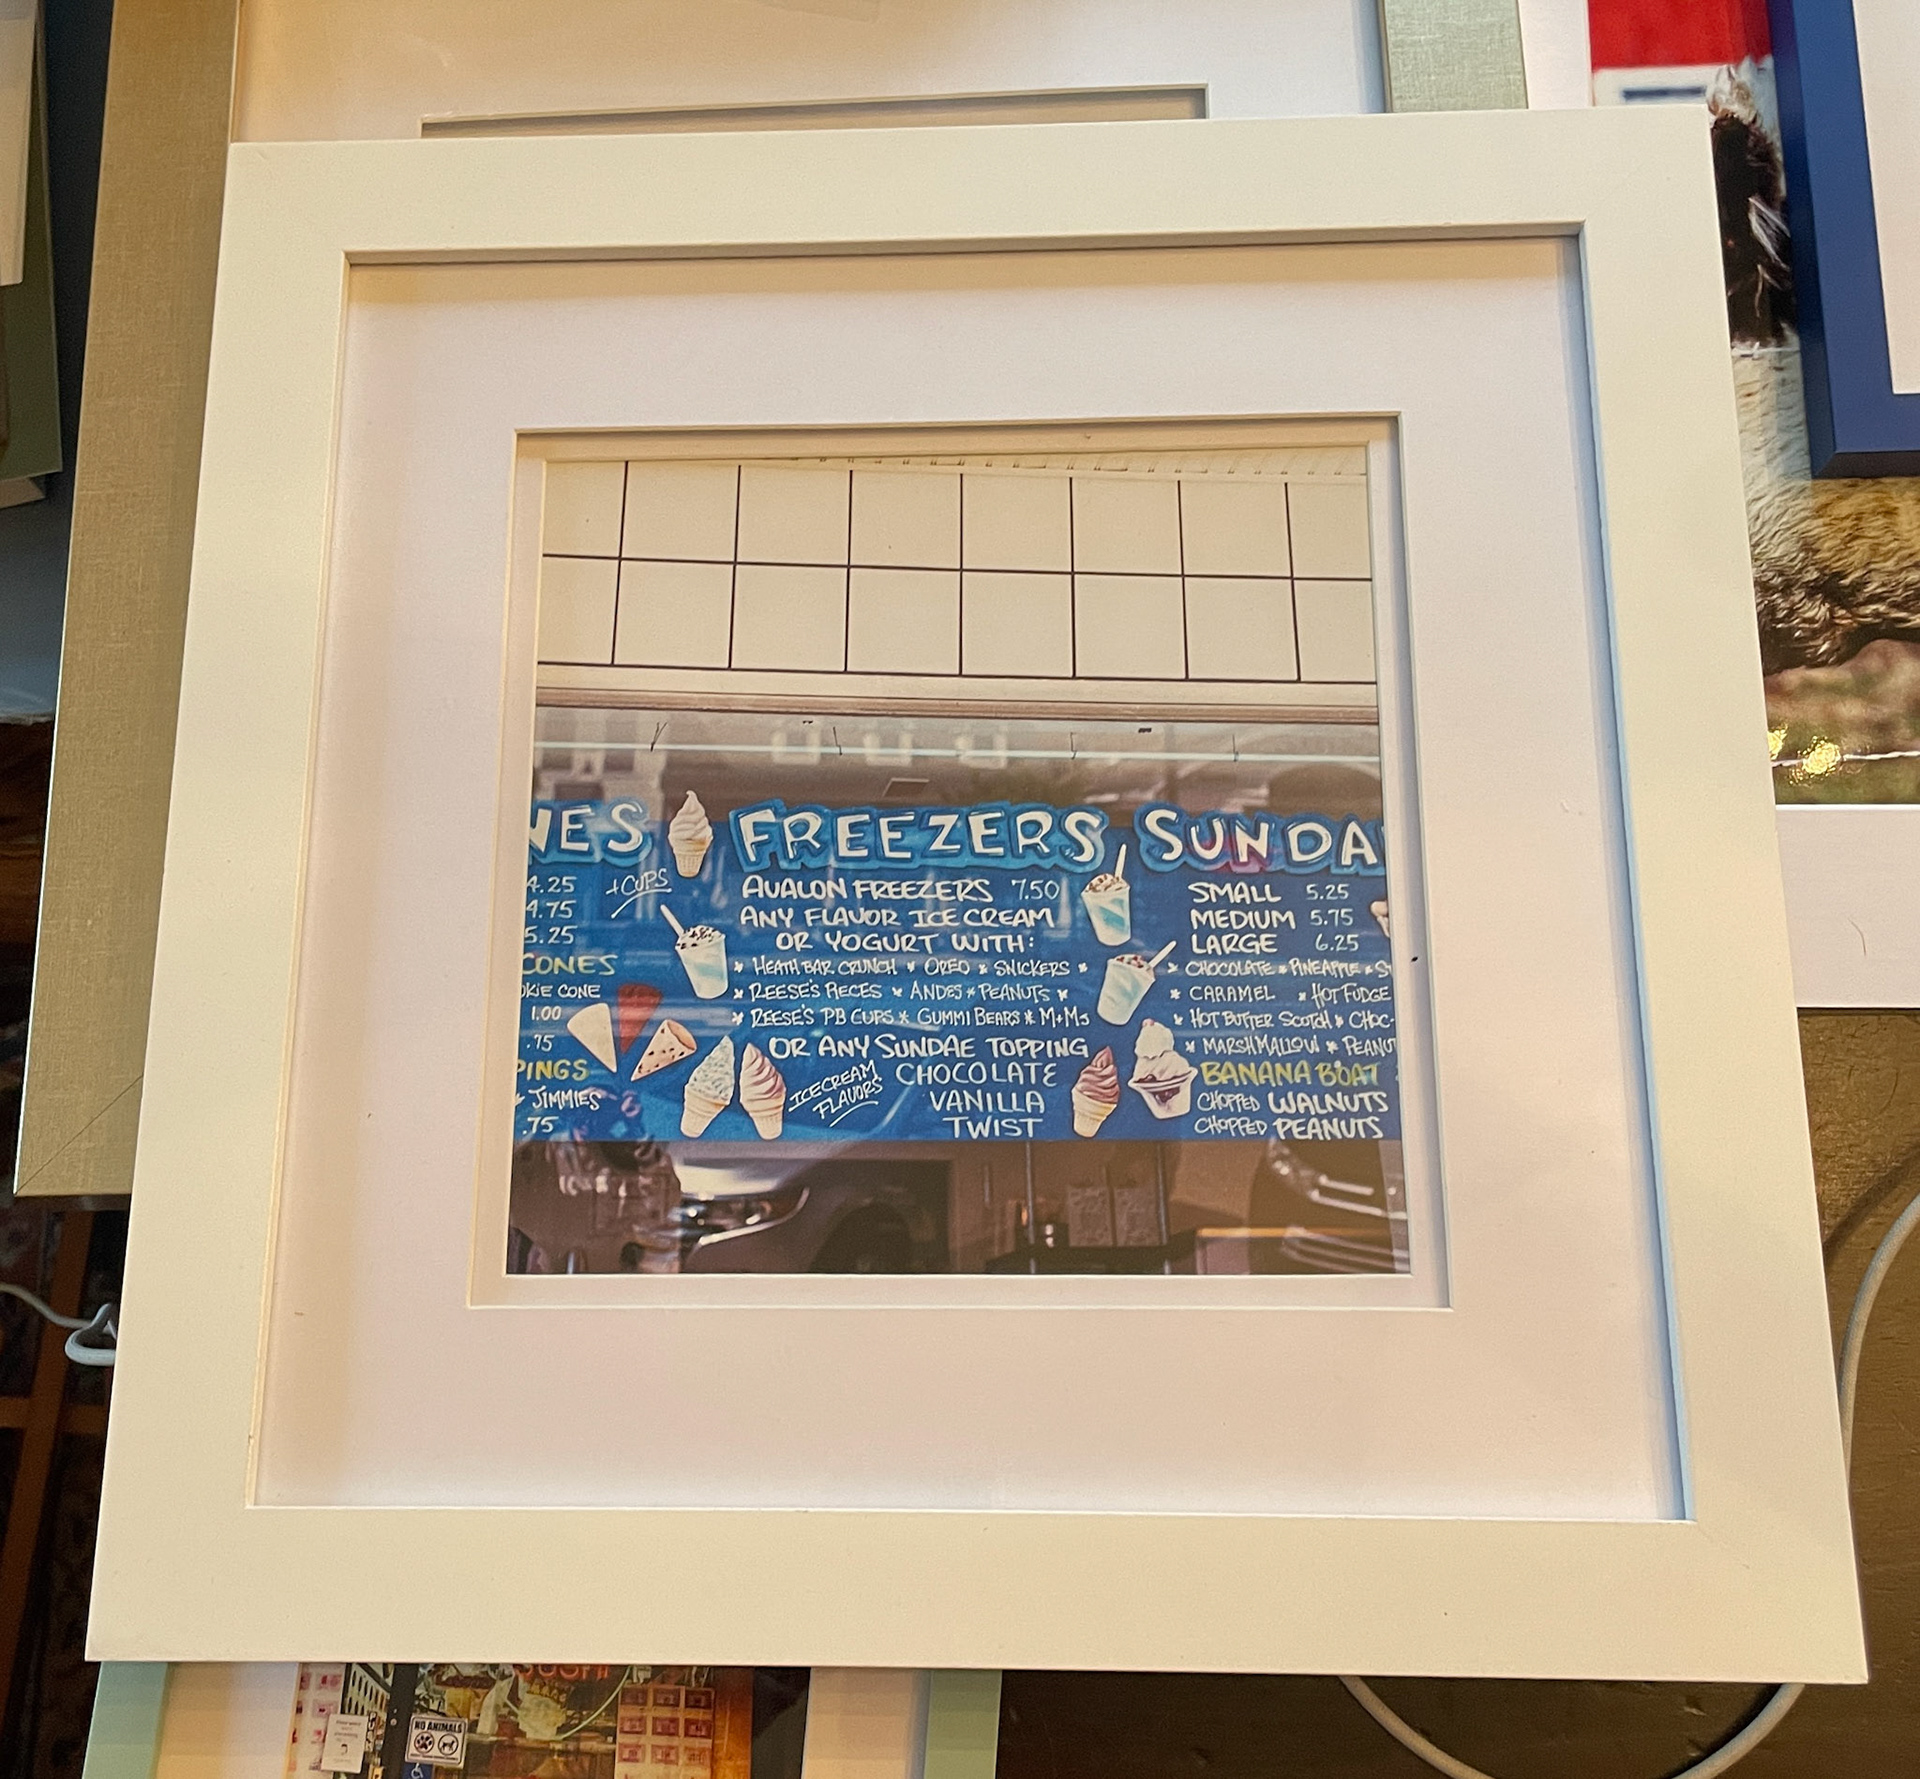 NES FREEZERS SUNDA
4.25 + CUPS
4.75
5.25
CONES
KIE CONE
1.00
.75
PINGS
* JIMMIES
.75
AVALON FREEZERS 7.50
ANY FLAVOR ICE CREAM
OR YOGURT WITH:
* HEATH BAR CRUNCH * OREO * SNICKERS *
* REESE'S PIECES * ANDES * PEANUTS *
* REESE'S PB CUPS * GUMMI BEARS * M+Ms
OR ANY SUNDAE TOPPING
ICE CREAM FLAVORS
CHOCOLATE
VANILLA
TWIST
SMALL 5.25
MEDIUM 5.75
LARGE 6.25
* CHOCOLATE * PINEAPPLE * S
* CARAMEL * HOT FUDGE
* HOT BUTTER SCOTCH * CHOC-
* MARSHMALLOW * PEANU
BANANA BOAT
CHOPPED WALNUTS
CHOPPED PEANUTS
NO ANIMALS